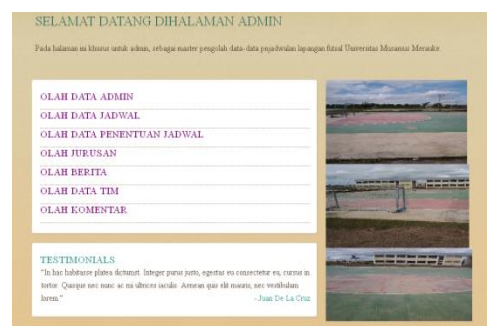 SELAMAT DATANG DIHALAMAN ADMIN
Pada halaman ini khusus untuk admin, sebagai master pengolah data-data pnjadwalan lapangan futsal Universitas Musamus Merauke.
OLAH DATA ADMIN
OLAH DATA JADWAL
OLAH DATA PENENTUAN JADWAL
OLAH JURUSAN
OLAH BERITA
OLAH DATA TIM
OLAH KOMENTAR
TESTIMONIALS
"In hac habitasse platea dictumst. Integer purus justo, egestas eu consectetur eu, cursus in
tortor. Quisque nec nunc ac mi ultrices iaculis. Aenean quis elit mauris, nec vestibulum
lorem."
- Juan De La Cruz